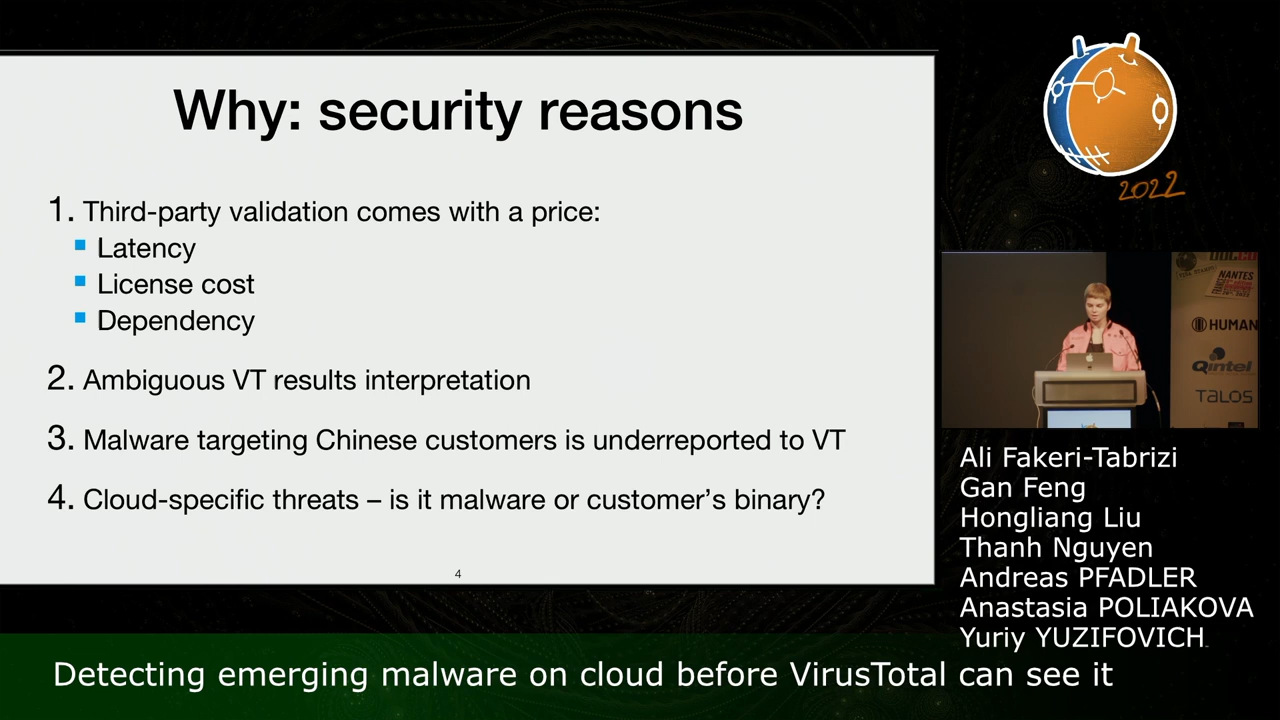 Why: security reasons
1. Third-party validation comes with a price:
Latency
License cost
Dependency
2. Ambiguous VT results interpretation
3. Malware targeting Chinese customers is underreported to VT
4. Cloud-specific threats – is it malware or customer's binary?
4
2022
NANTES
HUMAN
Qintel
TALOS
Ali Fakeri-Tabrizi
Gan Feng
Hongliang Liu
Thanh Nguyen
Andreas PFADLER
Anastasia POLIAKOVA
Yuriy YUZIFOVICH
Detecting emerging malware on cloud before VirusTotal can see it